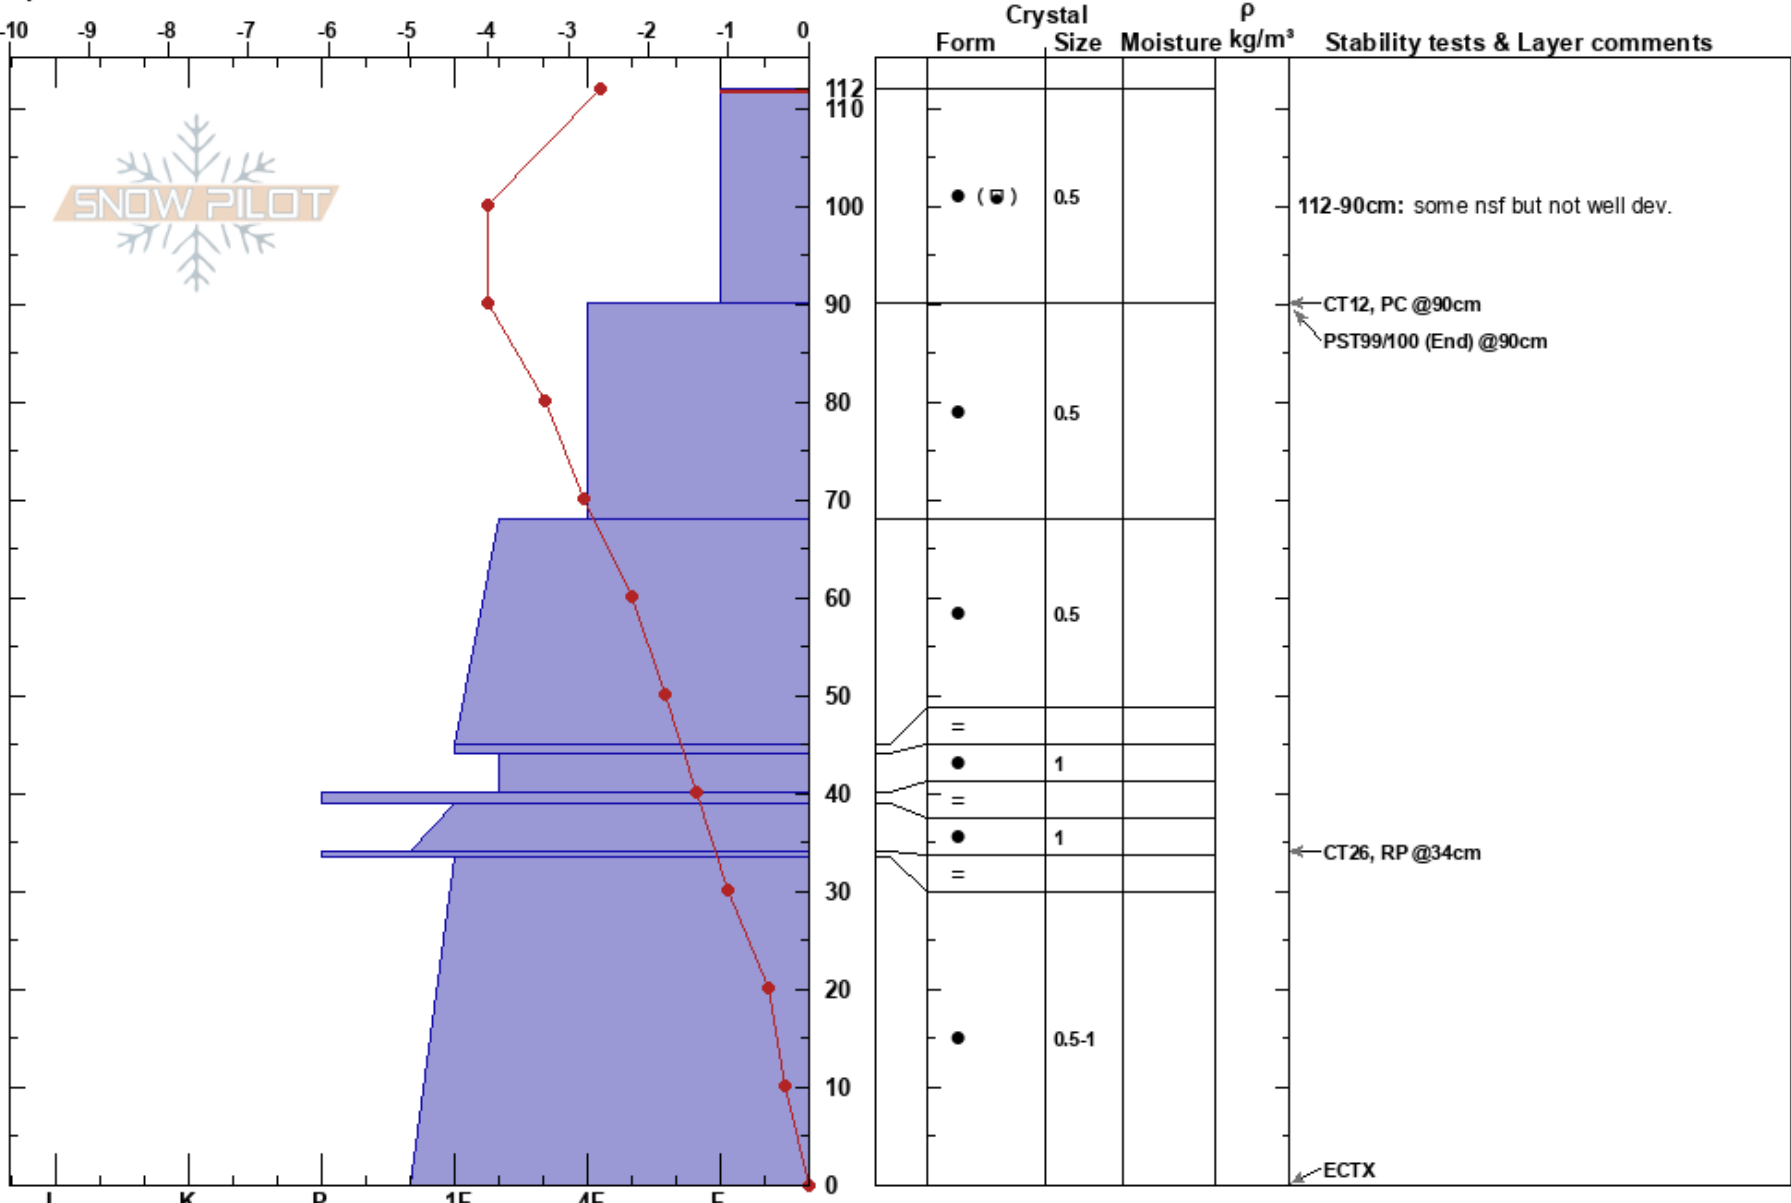 -10 -9 -8 -7 -6 -5 -4 -3 -2 -1 0
Crystal
ρ
Form Size Moisture kg/m³ Stability tests & Layer comments
SNOW PILOT
112
110
( ) 0.5
100
112-90cm: some nsf but not well dev.
90
CT12, PC @90cm
PST99/100 (End) @90cm
80
0.5
70
60
0.5
50
=
1
40
=
1
CT26, RP @34cm
=
30
20
0.5-1
10
ECTX
0
I K P 1F 4F F